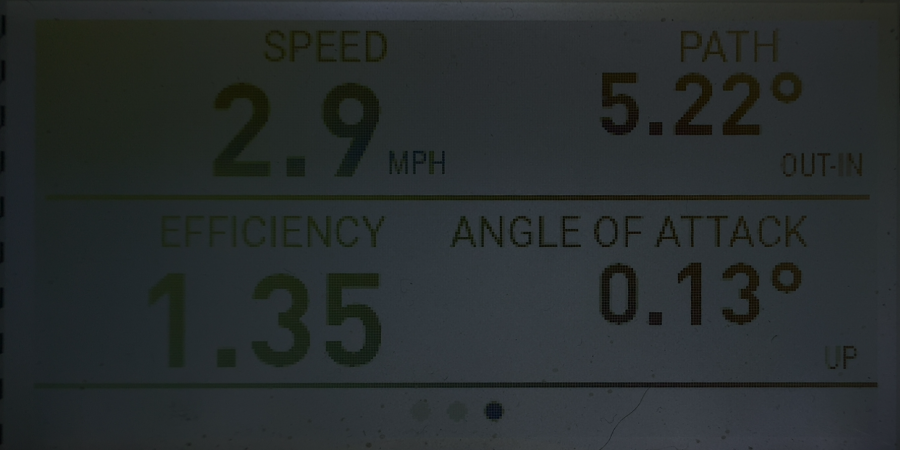 SPEED
2.9 MPH
PATH
5.22°
OUT-IN
EFFICIENCY
1.35
ANGLE OF ATTACK
0.13°
UP